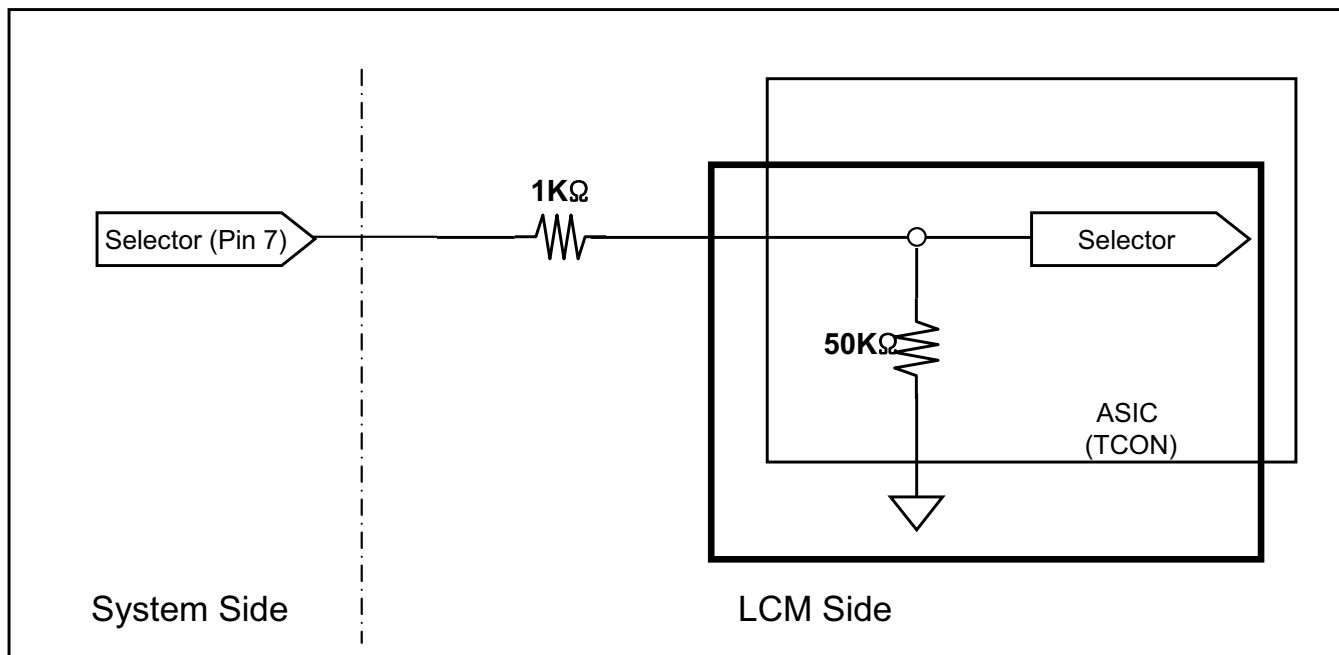 1KΩ
Selector (Pin 7)
Selector
50KΩ
ASIC
(TCON)
System Side
LCM Side